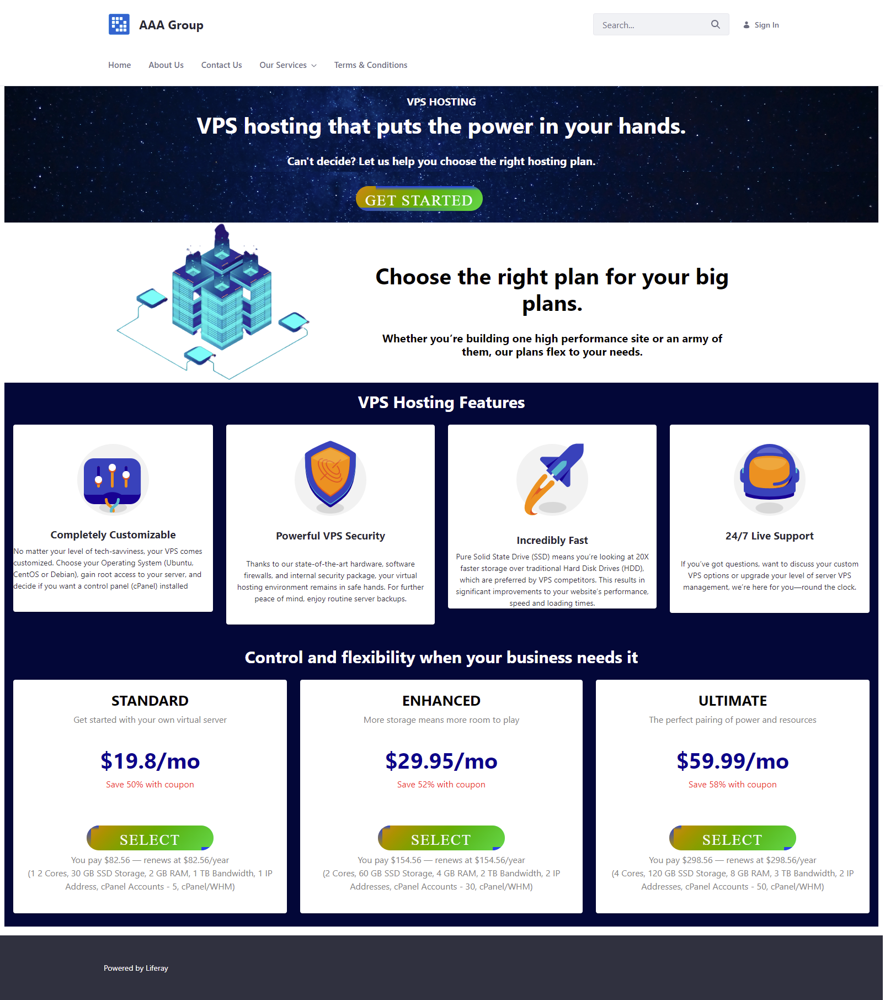 AAA Group
Search...
Sign In
Home
About Us
Contact Us
Our Services
Terms & Conditions
VPS HOSTING
VPS hosting that puts the power in your hands.
Can't decide? Let us help you choose the right hosting plan.
GET STARTED
Choose the right plan for your big
plans.
Whether you’re building one high performance site or an army of
them, our plans flex to your needs.
VPS Hosting Features
Completely Customizable
No matter your level of tech-savviness, your VPS comes
customized. Choose your Operating System (Ubuntu,
CentOS or Debian), gain root access to your server, and
decide if you want a control panel (cPanel) installed
Powerful VPS Security
Thanks to our state-of-the-art hardware, software
firewalls, and internal security package, your virtual
hosting environment remains in safe hands. For further
peace of mind, enjoy routine server backups.
Incredibly Fast
Pure Solid State Drive (SSD) means you’re looking at 20X
faster storage over traditional Hard Disk Drives (HDD),
which are preferred by VPS competitors. This results in
significant improvements to your website’s performance,
speed and loading times.
24/7 Live Support
If you’ve got questions, want to discuss your custom
VPS options or upgrade your level of server VPS
management, we’re here for you—round the clock.
Control and flexibility when your business needs it
STANDARD
Get started with your own virtual server
$19.8/mo
Save 50% with coupon
SELECT
You pay $82.56 — renews at $82.56/year
(1 2 Cores, 30 GB SSD Storage, 2 GB RAM, 1 TB Bandwidth, 1 IP
Address, cPanel Accounts - 5, cPanel/WHM)
ENHANCED
More storage means more room to play
$29.95/mo
Save 52% with coupon
SELECT
You pay $154.56 — renews at $154.56/year
(2 Cores, 60 GB SSD Storage, 4 GB RAM, 2 TB Bandwidth, 2 IP
Addresses, cPanel Accounts - 30, cPanel/WHM)
ULTIMATE
The perfect pairing of power and resources
$59.99/mo
Save 58% with coupon
SELECT
You pay $298.56 — renews at $298.56/year
(4 Cores, 120 GB SSD Storage, 8 GB RAM, 3 TB Bandwidth, 2 IP
Addresses, cPanel Accounts - 50, cPanel/WHM)
Powered by Liferay